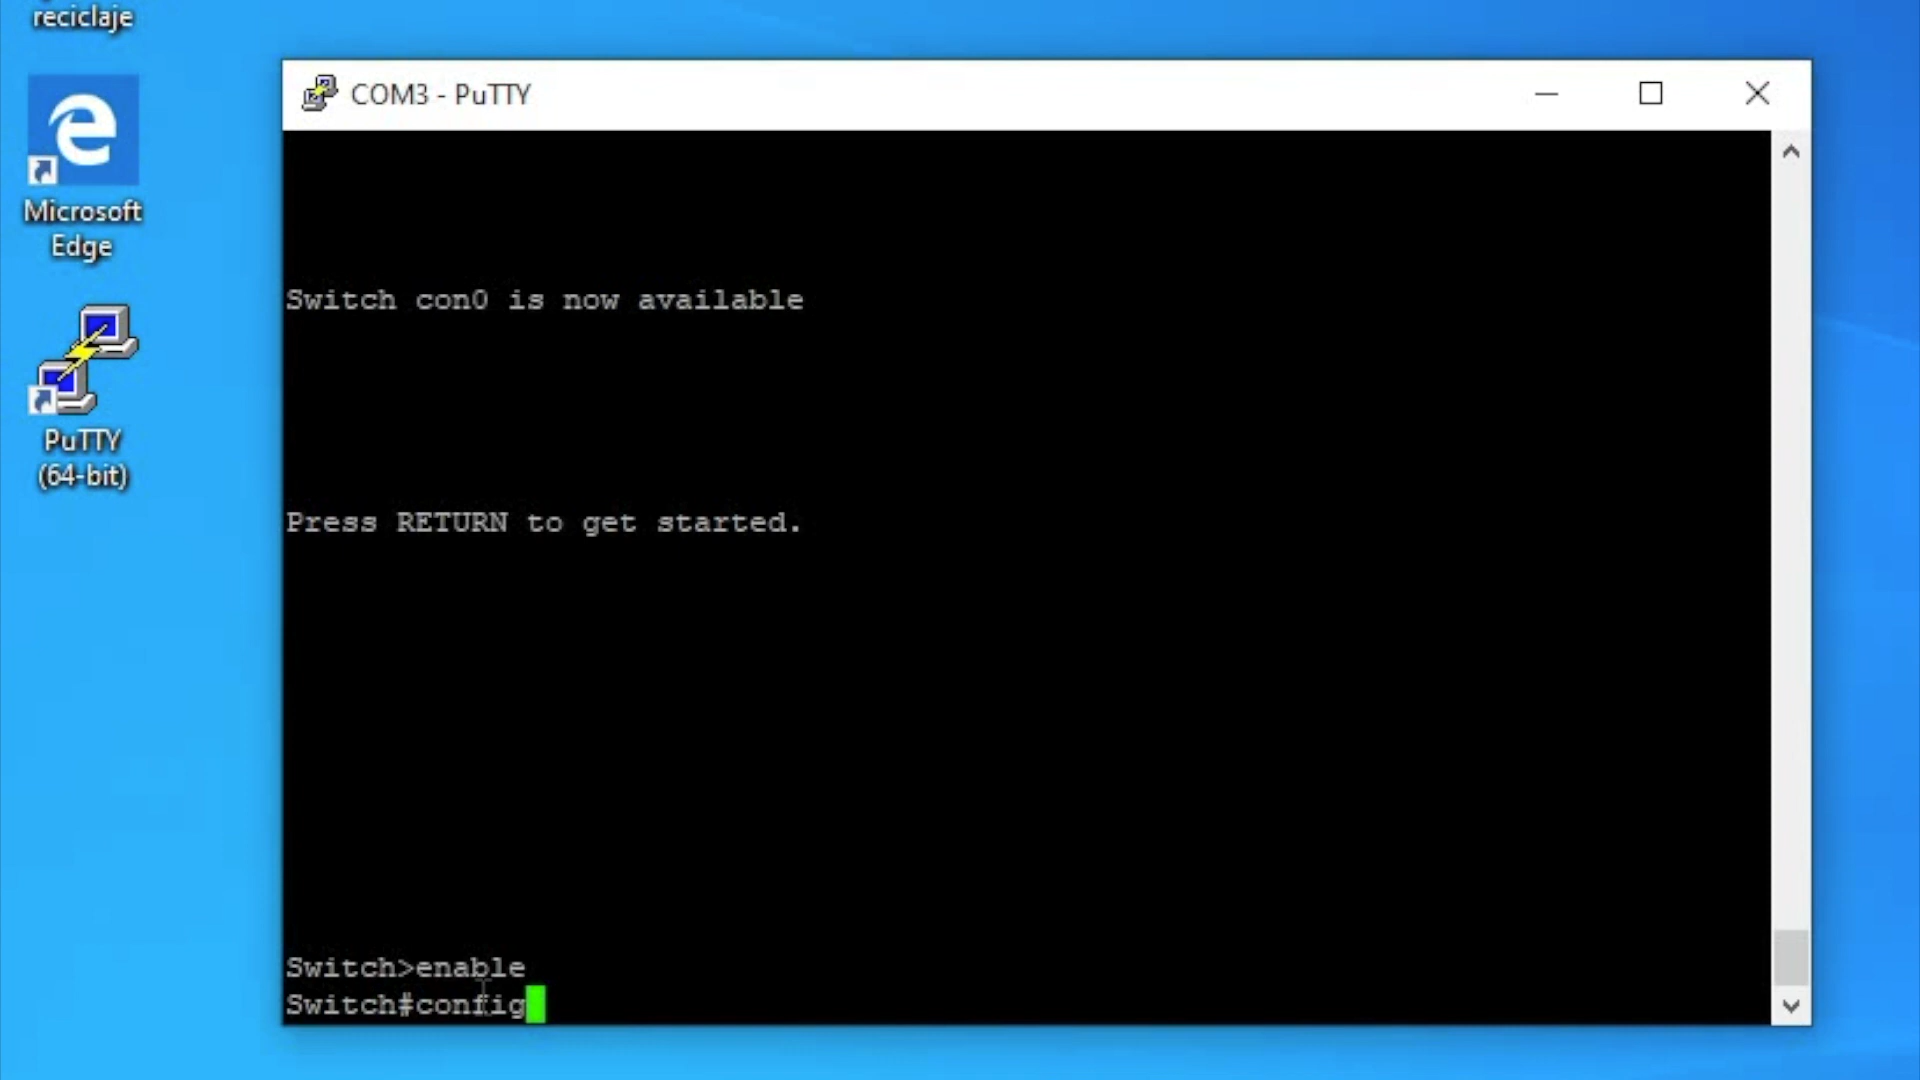 reciclaje
Microsoft
Edge
PuTTY
(64-bit)
COM3 - PuTTY
Switch con0 is now available
Press RETURN to get started.
Switch>enable
Switch#config